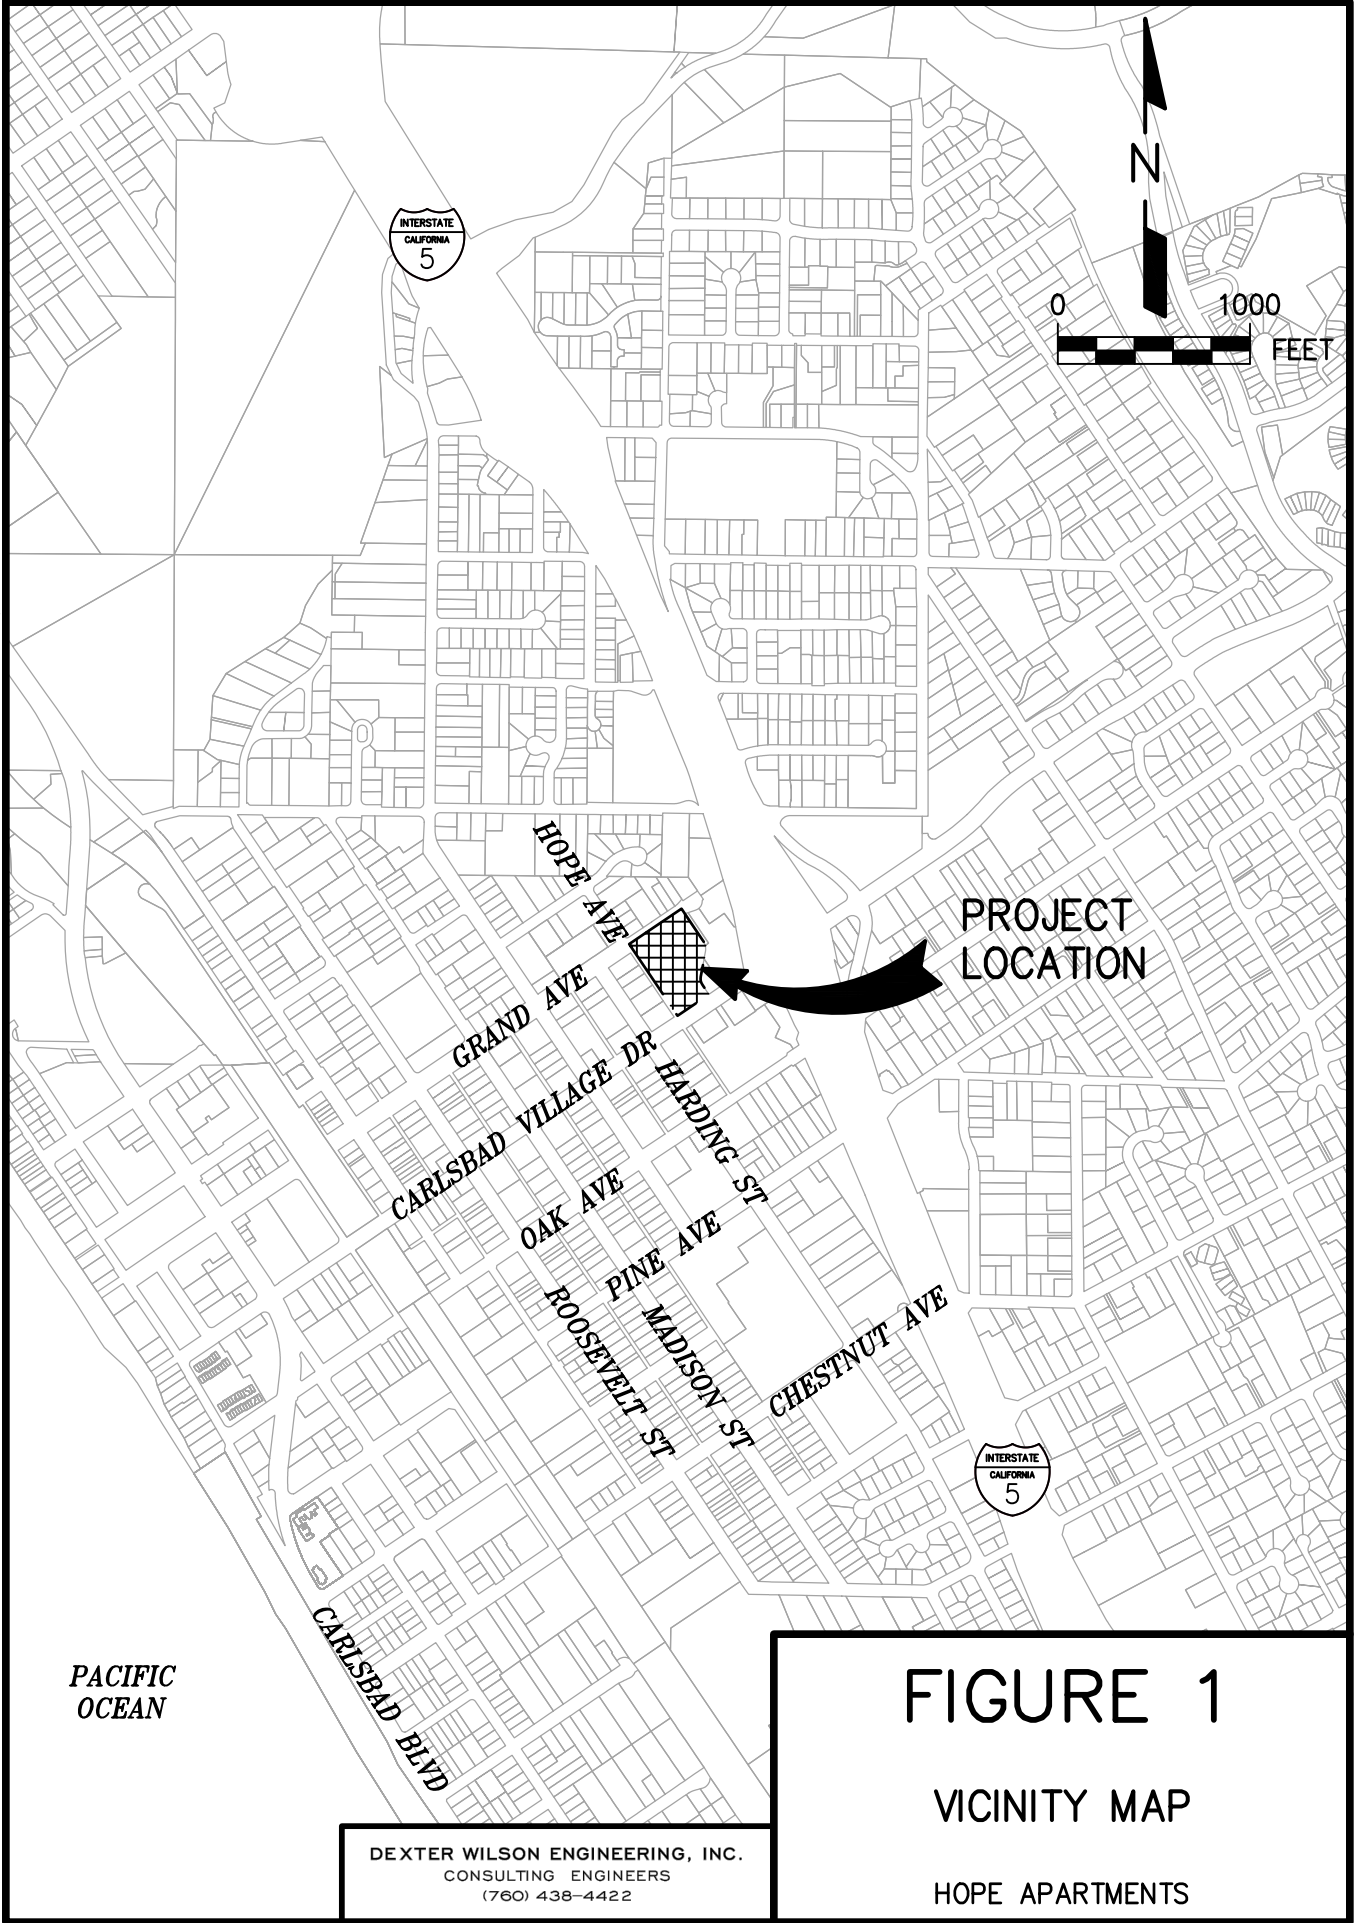 INTERSTATE
CALIFORNIA
5
N
0 1000
FEET
HOPE AVE
PROJECT
LOCATION
GRAND AVE
CARLSBAD VILLAGE DR
HARDING ST
OAK AVE
PINE AVE
ROOSEVELT ST
MADISON ST
CHESTNUT AVE
INTERSTATE
CALIFORNIA
5
CARLSBAD BLVD
PACIFIC
OCEAN
FIGURE 1
VICINITY MAP
HOPE APARTMENTS
DEXTER WILSON ENGINEERING, INC.
CONSULTING ENGINEERS
(760) 438-4422